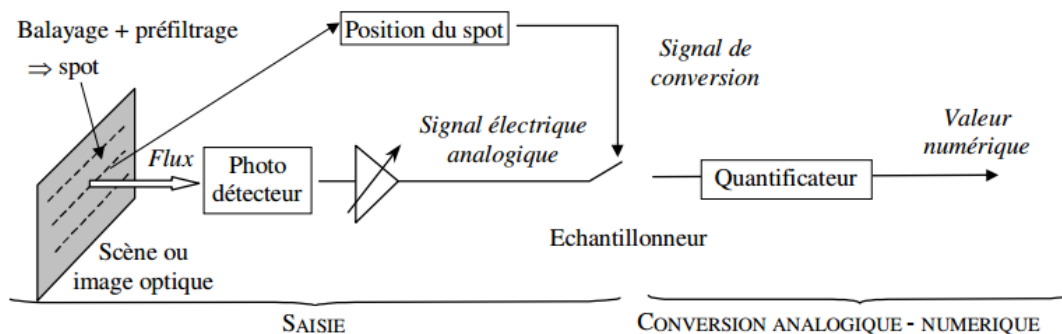 Balayage + préfiltrage
⇒ spot
Position du spot
Signal de
conversion
Flux
Photo
détecteur
Signal électrique
analogique
Quantificateur
Valeur
numérique
Echantillonneur
Scène ou
image optique
SAISIE
CONVERSION ANALOGIQUE - NUMERIQUE